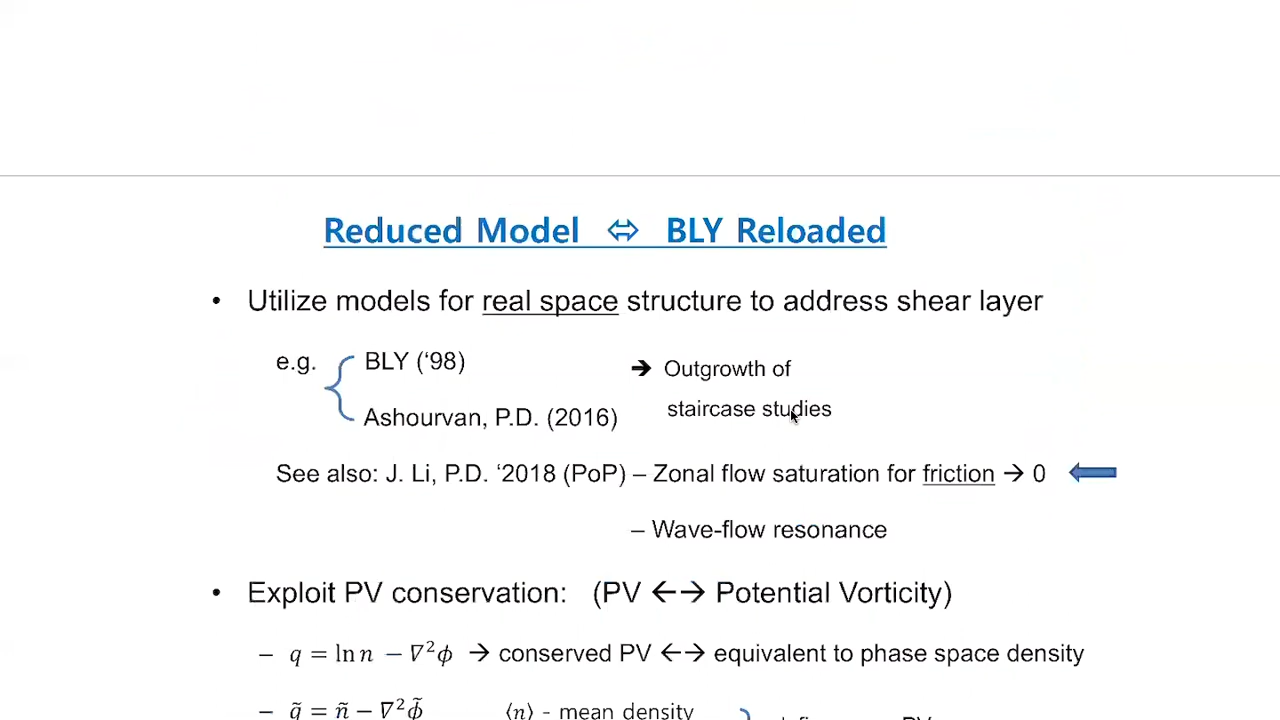 Reduced Model ⇔ BLY Reloaded
• Utilize models for real space structure to address shear layer
e.g. { BLY (‘98) ➔ Outgrowth of
Ashourvan, P.D. (2016) staircase studies
See also: J. Li, P.D. ‘2018 (PoP) – Zonal flow saturation for friction → 0
– Wave-flow resonance
• Exploit PV conservation: (PV ←→ Potential Vorticity)
– q = ln n − ∇²ϕ → conserved PV ←→ equivalent to phase space density
– q̃ = ñ − ∇²ϕ̃ ⟨n⟩ - mean density